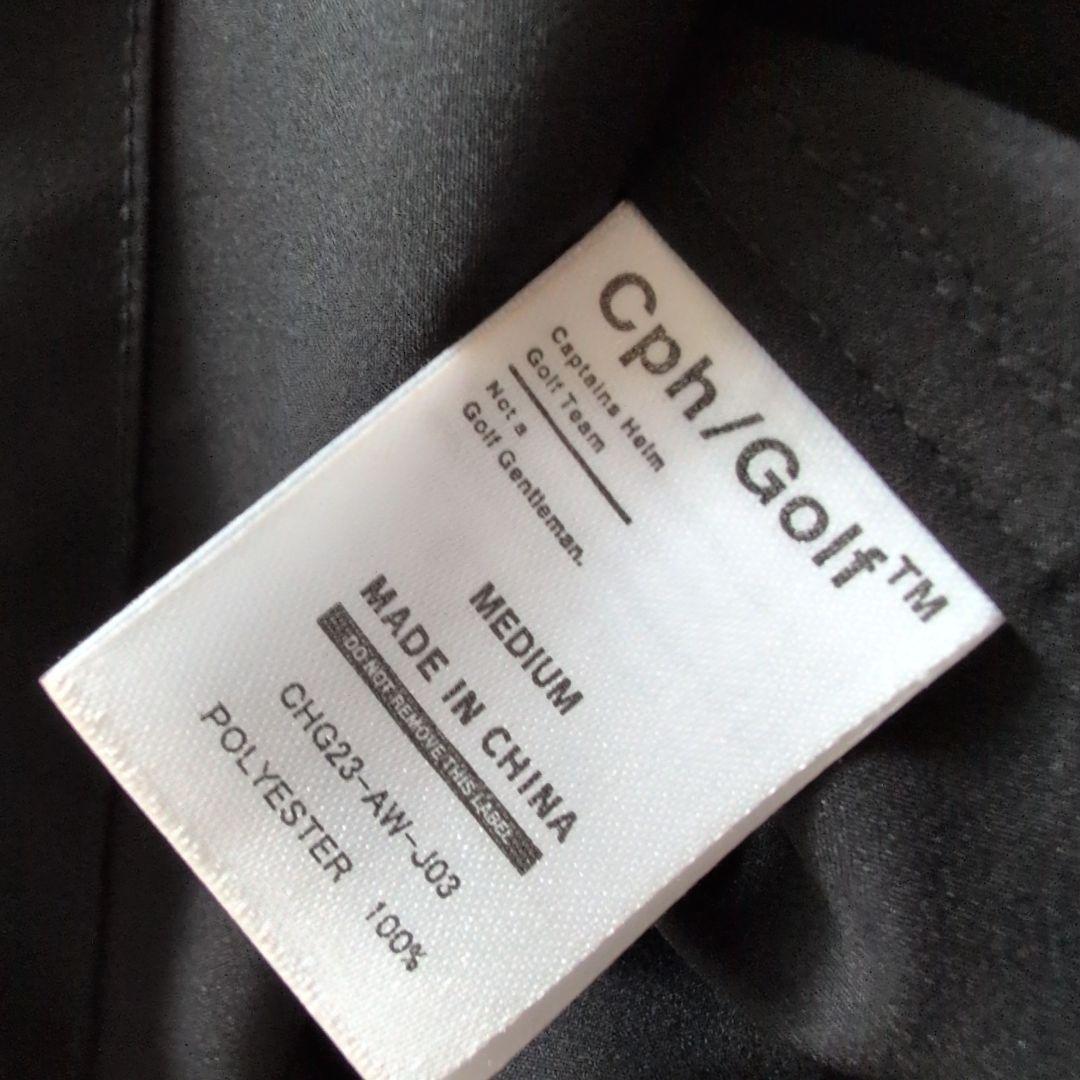 Cph/Golf™
Captains Helm
Golf Team
Not a
Golf Gentleman.
MEDIUM
MADE IN CHINA
DO NOT REMOVE THIS LABEL
CHG23-AW-J03
POLYESTER 100%